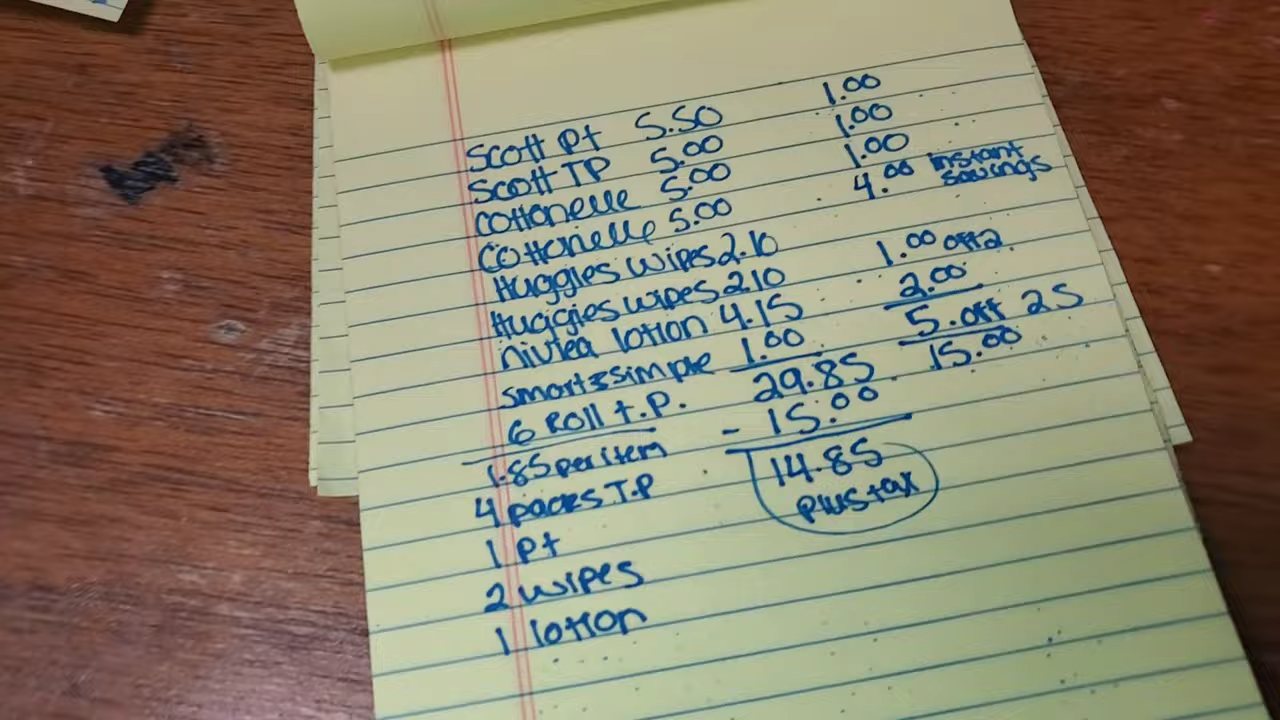 Scott Pt 5.50 1.00
Scott TP 5.00 1.00
Cottonelle 5.00 1.00
Cottonelle 5.00 4.00 instant savings
Huggies wipes 2.10
Huggies wipes 2.10 1.00 off 2
nivea lotion 4.15 2.00
smart & simple 1.00 5.off 25
6 Roll t.P. 29.85 15.00
- 15.00
1.85 per item 14.85
4 packs T.P plus tax
1 Pt
2 wipes
1 lotion